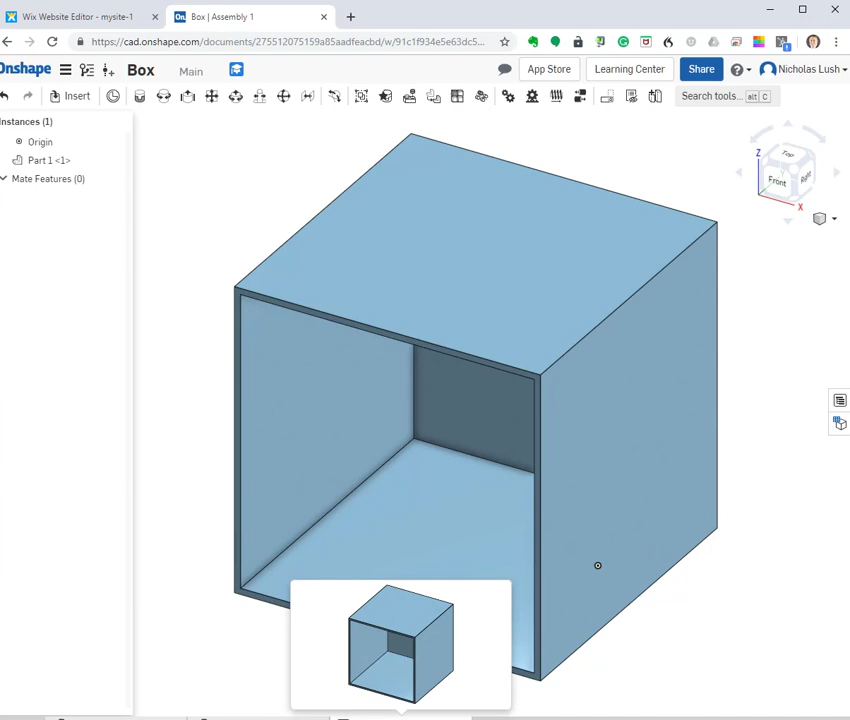 Wix Website Editor - mysite-1
Box | Assembly 1
https://cad.onshape.com/documents/275512075159a85aadfeacbd/w/91c1f934e5e63dc5...
Onshape
Box
Main
App Store
Learning Center
Share
Nicholas Lush
Insert
Search tools... alt C
Instances (1)
Origin
Part 1 <1>
Mate Features (0)
Z
Top
Front
Right
X